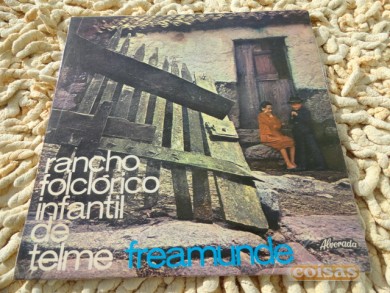 rancho
folclórico
infantil
de
telme freamunde
Alvorada
coisas